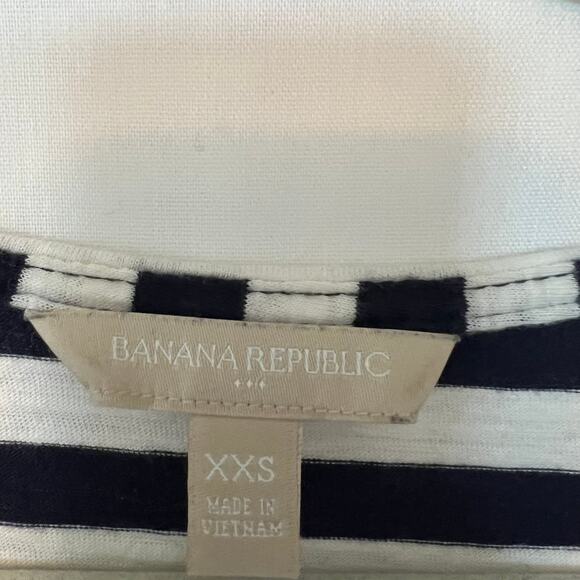 BANANA REPUBLIC
XXS
MADE IN
VIETNAM